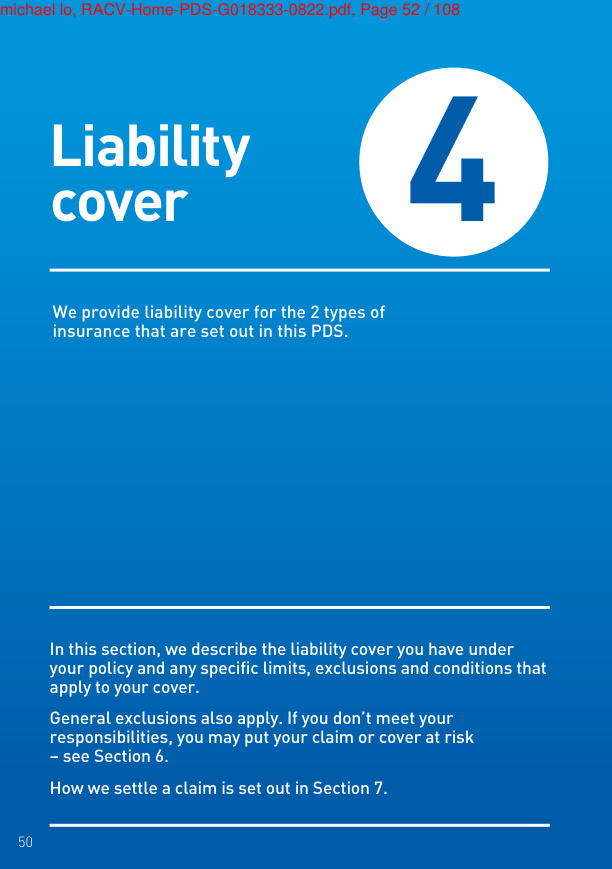 michael lo, RACV-Home-PDS-G018333-0822.pdf, Page 52 / 108
Liability
cover
4
We provide liability cover for the 2 types of
insurance that are set out in this PDS.
In this section, we describe the liability cover you have under
your policy and any specific limits, exclusions and conditions that
apply to your cover.
General exclusions also apply. If you don’t meet your
responsibilities, you may put your claim or cover at risk
– see Section 6.
How we settle a claim is set out in Section 7.
50